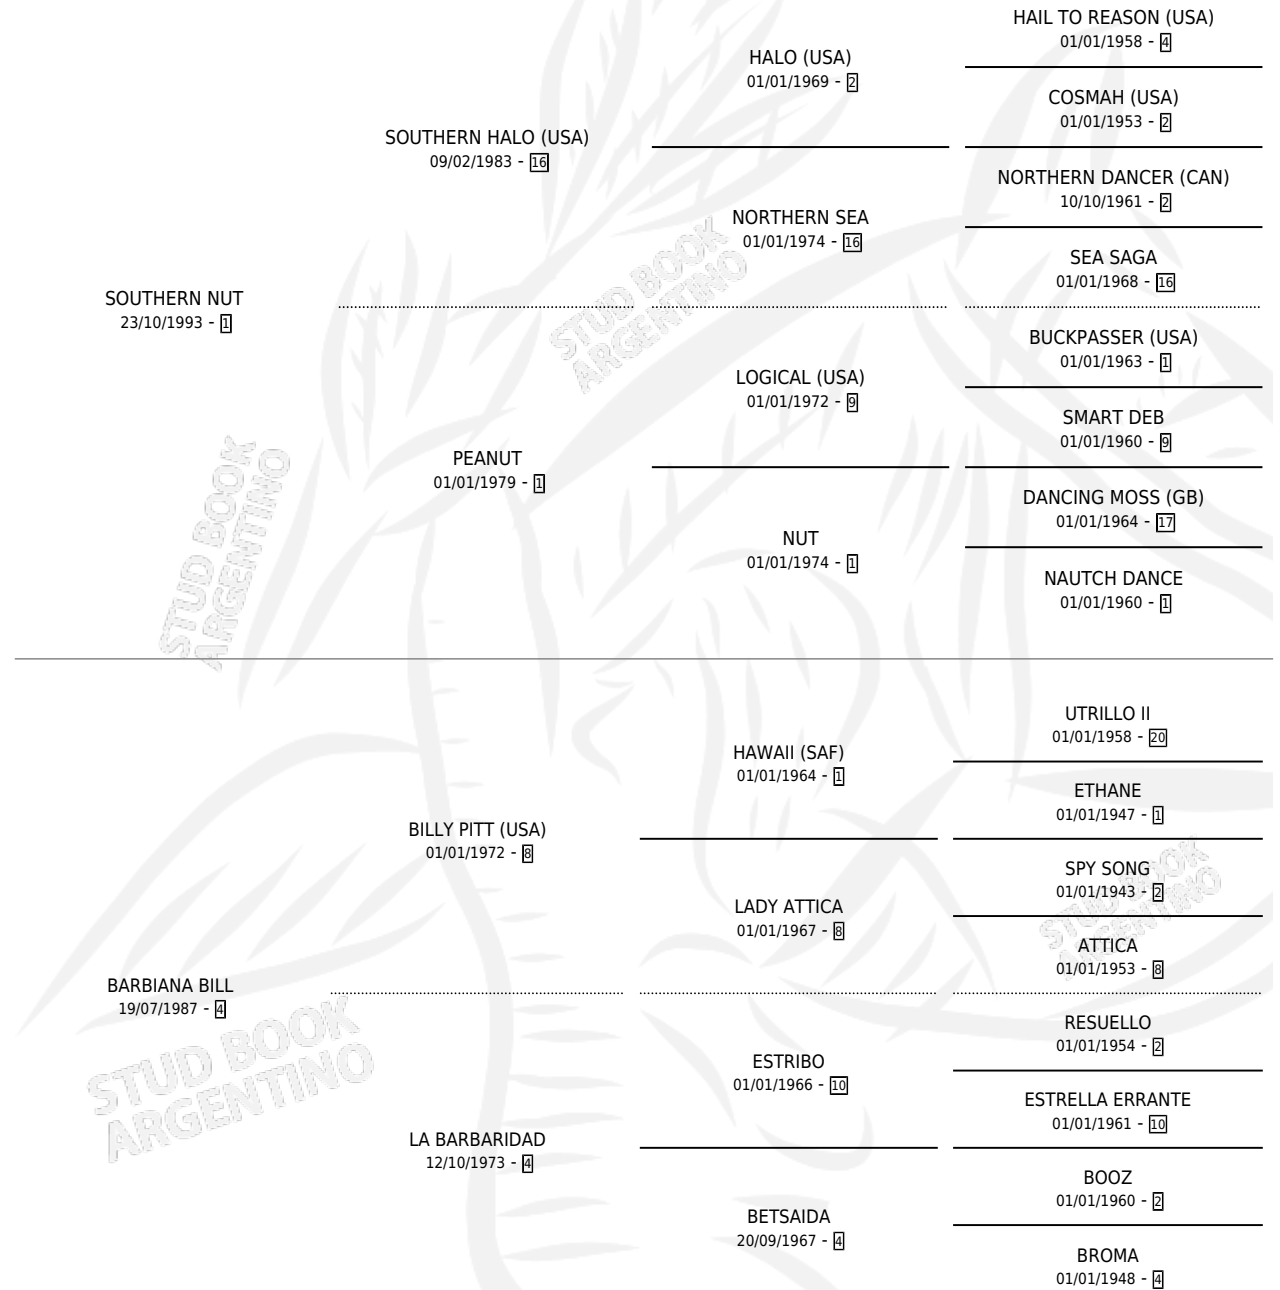 HAIL TO REASON (USA)
01/01/1958 - 4
HALO (USA)
01/01/1969 - 2
COSMAH (USA)
01/01/1953 - 2
SOUTHERN HALO (USA)
09/02/1983 - 16
NORTHERN DANCER (CAN)
10/10/1961 - 2
NORTHERN SEA
01/01/1974 - 16
SEA SAGA
01/01/1968 - 16
SOUTHERN NUT
23/10/1993 - 1
STUD BOOK
ARGENTINO
BUCKPASSER (USA)
01/01/1963 - 1
LOGICAL (USA)
01/01/1972 - 9
SMART DEB
01/01/1960 - 9
PEANUT
01/01/1979 - 1
DANCING MOSS (GB)
01/01/1964 - 17
NUT
01/01/1974 - 1
NAUTCH DANCE
01/01/1960 - 1
STUD BOOK
ARGENTINO
UTRILLO II
01/01/1958 - 20
HAWAII (SAF)
01/01/1964 - 1
ETHANE
01/01/1947 - 1
BILLY PITT (USA)
01/01/1972 - 8
SPY SONG
01/01/1943 - 2
LADY ATTICA
01/01/1967 - 8
STUD BOOK
ARGENTINO
ATTICA
01/01/1953 - 8
BARBIANA BILL
19/07/1987 - 4
RESUELLO
01/01/1954 - 2
ESTRIBO
01/01/1966 - 10
ESTRELLA ERRANTE
01/01/1961 - 10
STUD BOOK
ARGENTINO
LA BARBARIDAD
12/10/1973 - 4
BOOZ
01/01/1960 - 2
BETSAIDA
20/09/1967 - 4
BROMA
01/01/1948 - 4